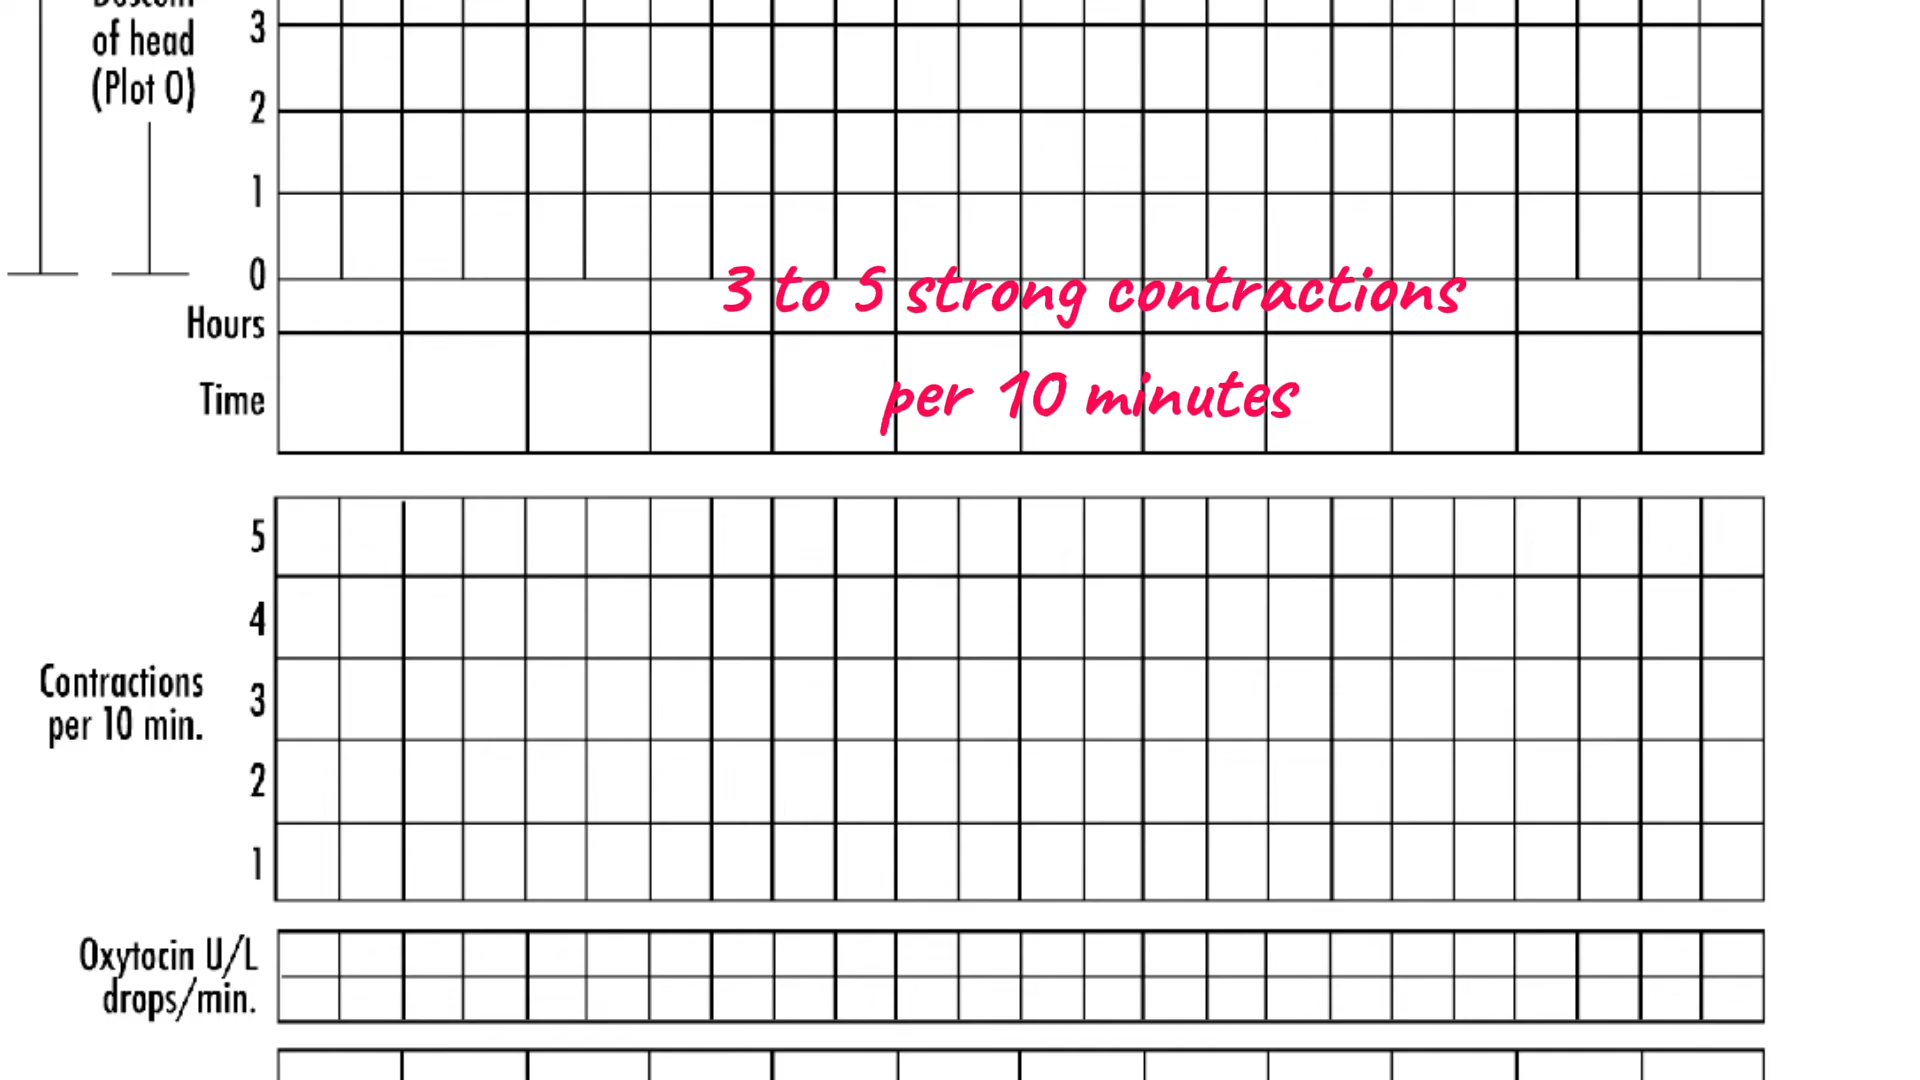 Descent
of head
(Plot O)
3
2
1
0
Hours
Time
3 to 5 strong contractions
per 10 minutes
5
4
3
2
1
Contractions
per 10 min.
Oxytocin U/L
drops/min.